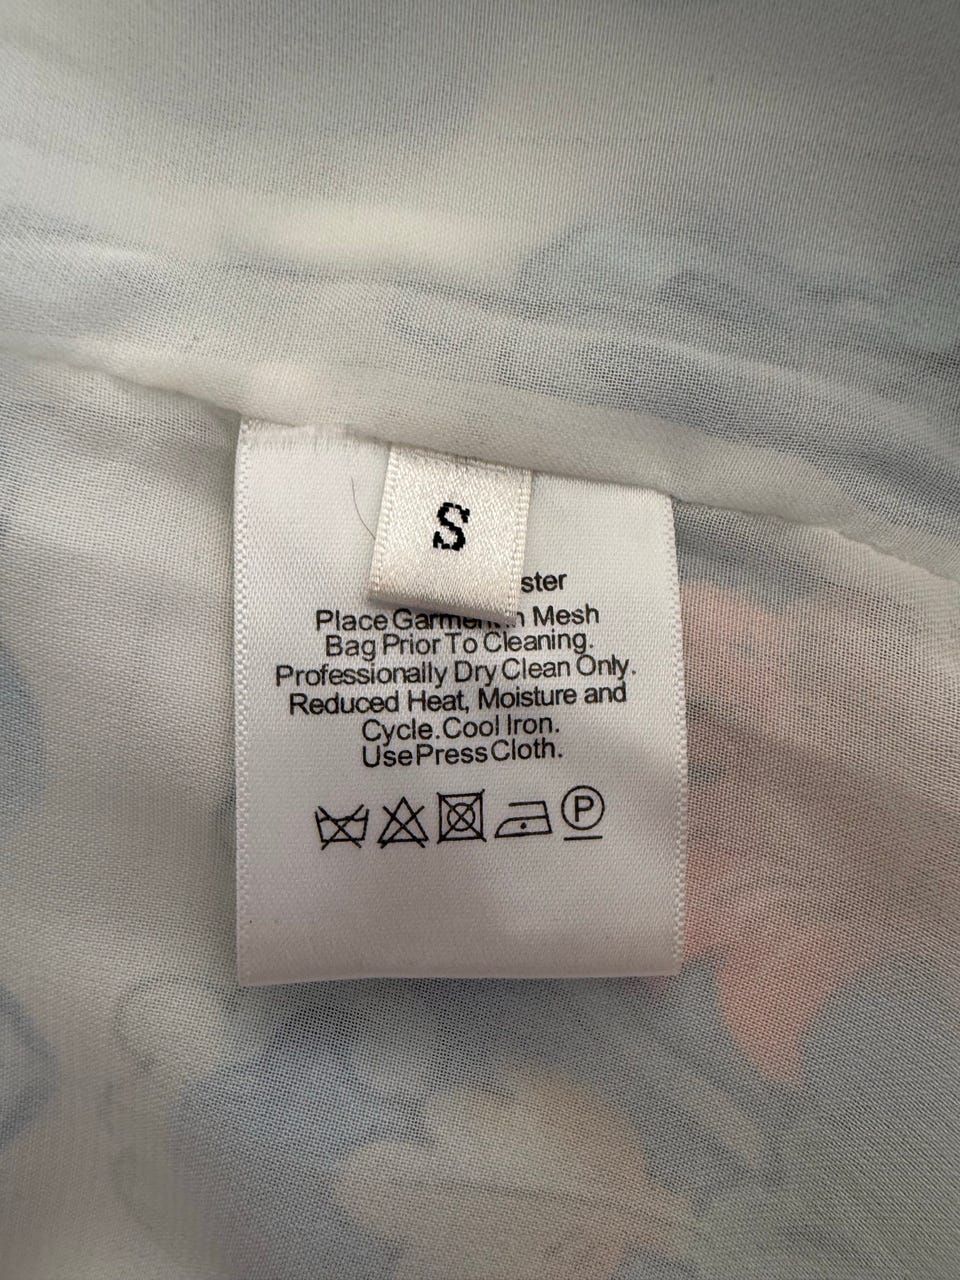 S
ster
Place Garment in Mesh
Bag Prior To Cleaning.
Professionally Dry Clean Only.
Reduced Heat, Moisture and
Cycle.Cool Iron.
Use Press Cloth.
P